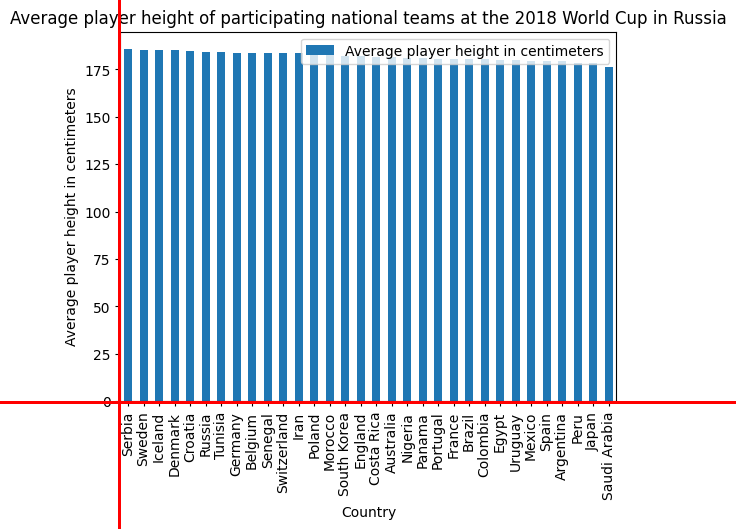 Average player height of participating national teams at the 2018 World Cup in Russia
Average player height in centimeters
175
150
125
100
75
50
25
0
Average player height in centimeters
Serbia
Sweden
Iceland
Denmark
Croatia
Russia
Tunisia
Germany
Belgium
Senegal
Switzerland
Iran
Poland
Morocco
South Korea
England
Costa Rica
Australia
Nigeria
Panama
Portugal
France
Brazil
Colombia
Egypt
Uruguay
Mexico
Spain
Argentina
Peru
Japan
Saudi Arabia
Country